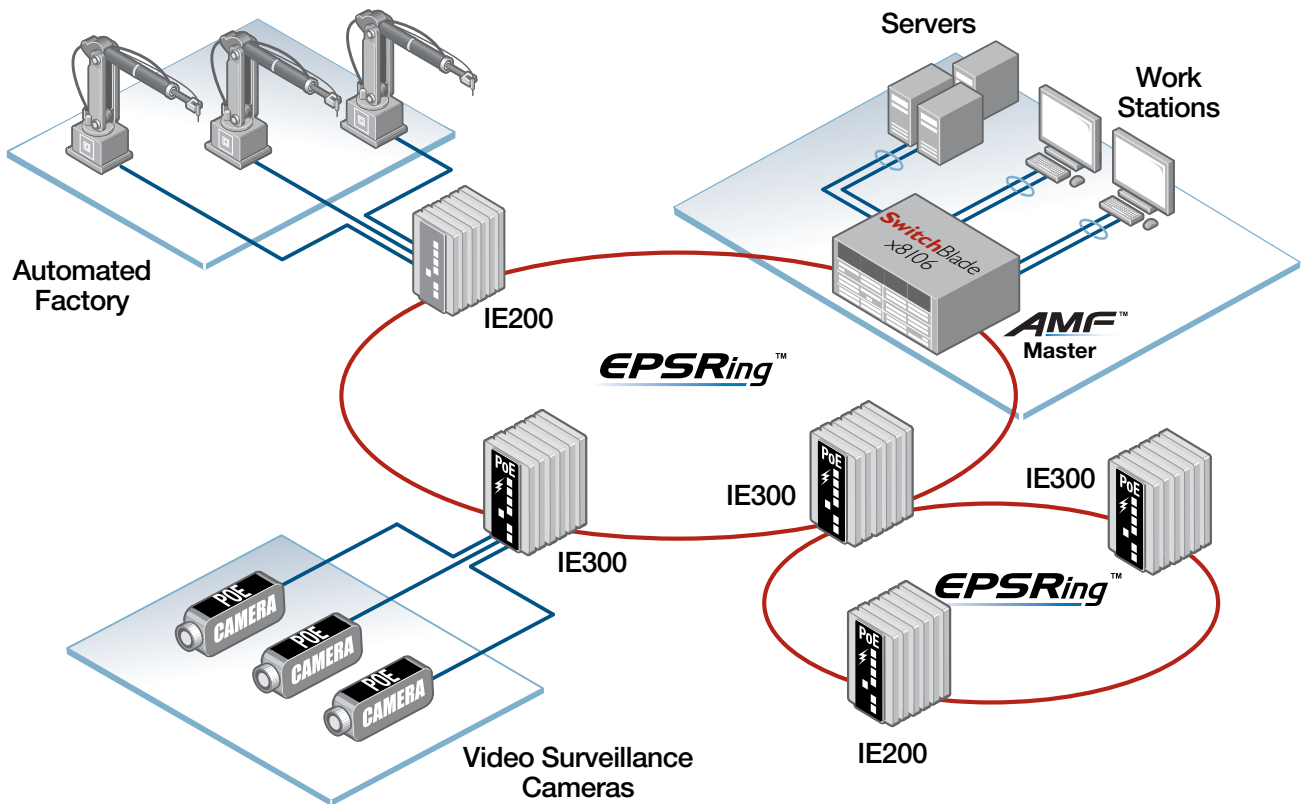 Servers
Work
Stations
SwitchBlade
x8106
Automated
Factory
IE200
AMF™
Master
EPSRing™
PoE
IE300
PoE
IE300
PoE
IE300
POE
CAMERA
POE
CAMERA
POE
CAMERA
EPSRing™
PoE
IE200
Video Surveillance
Cameras